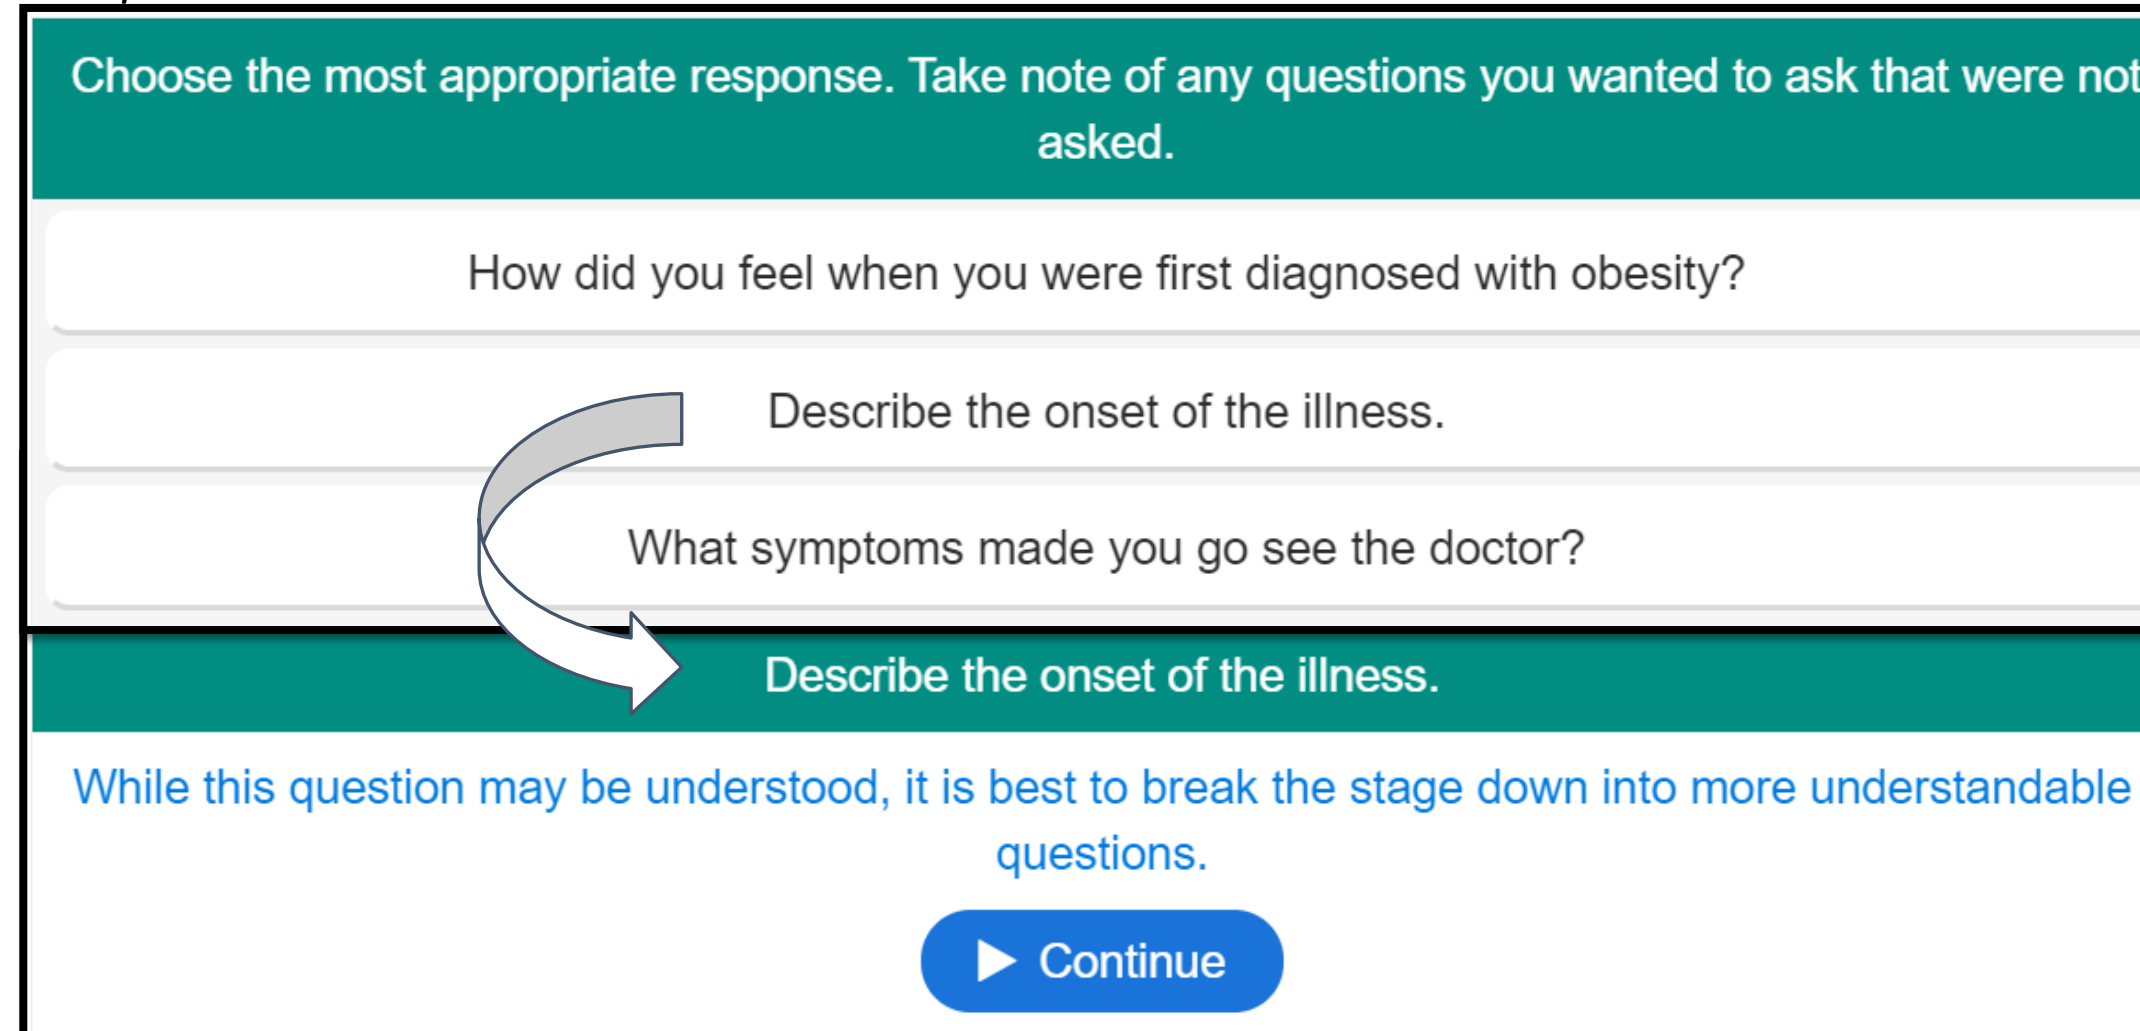 Choose the most appropriate response. Take note of any questions you wanted to ask that were not
asked.
How did you feel when you were first diagnosed with obesity?
Describe the onset of the illness.
What symptoms made you go see the doctor?
Describe the onset of the illness.
While this question may be understood, it is best to break the stage down into more understandable
questions.
Continue